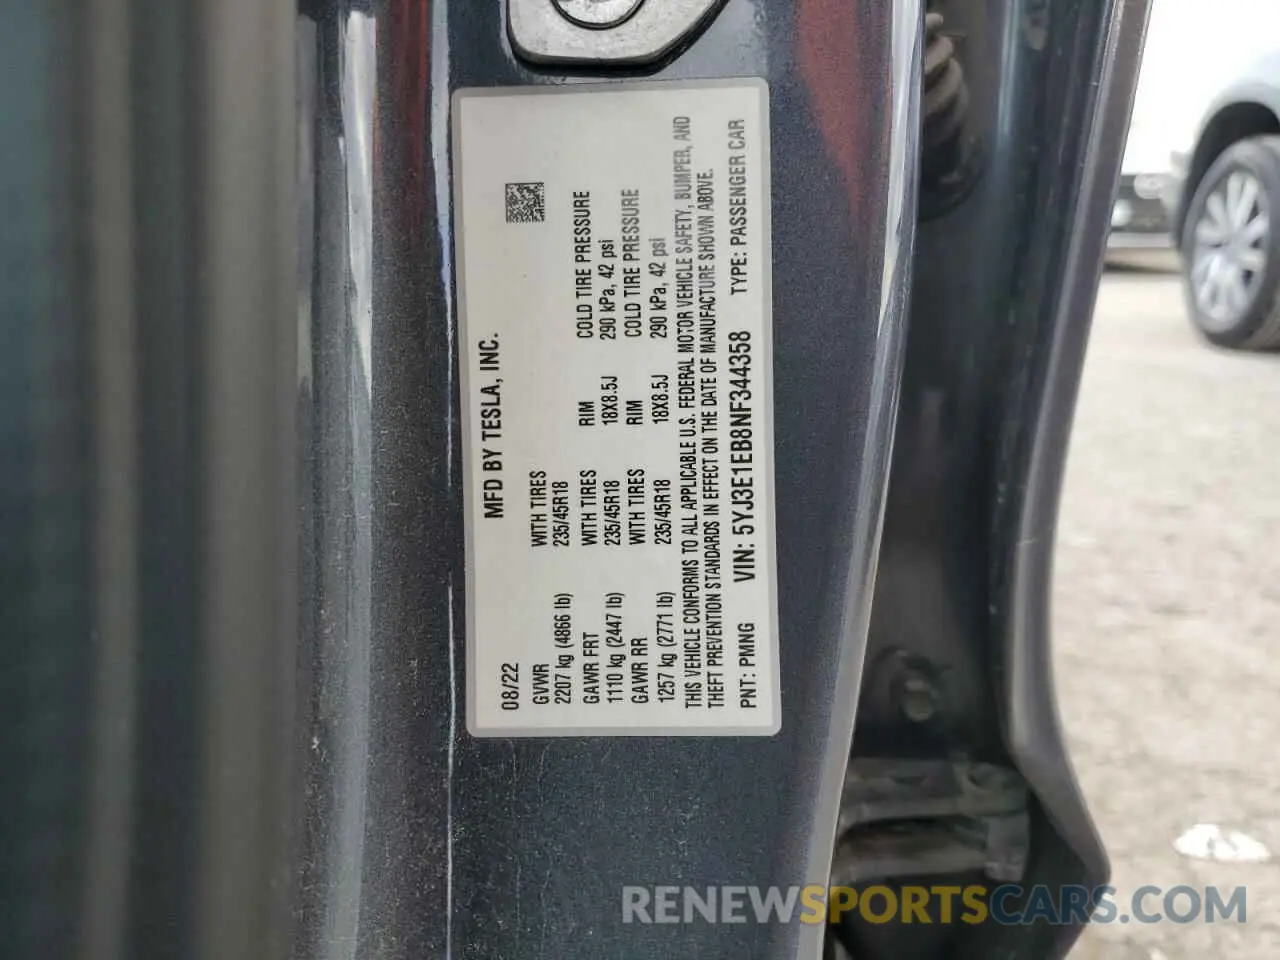 MFD BY TESLA, INC.
08/22
GVWR WITH TIRES
2207 kg (4866 lb) 235/45R18
GAWR FRT WITH TIRES RIM COLD TIRE PRESSURE
1110 kg (2447 lb) 235/45R18 18X8.5J 290 kPa, 42 psi
GAWR RR WITH TIRES RIM COLD TIRE PRESSURE
1257 kg (2771 lb) 235/45R18 18X8.5J 290 kPa, 42 psi
THIS VEHICLE CONFORMS TO ALL APPLICABLE U.S. FEDERAL MOTOR VEHICLE SAFETY, BUMPER, AND
THEFT PREVENTION STANDARDS IN EFFECT ON THE DATE OF MANUFACTURE SHOWN ABOVE.
PNT: PMNG VIN: 5YJ3E1EB8NF344358 TYPE: PASSENGER CAR
RENEWSPORTSCARS.COM